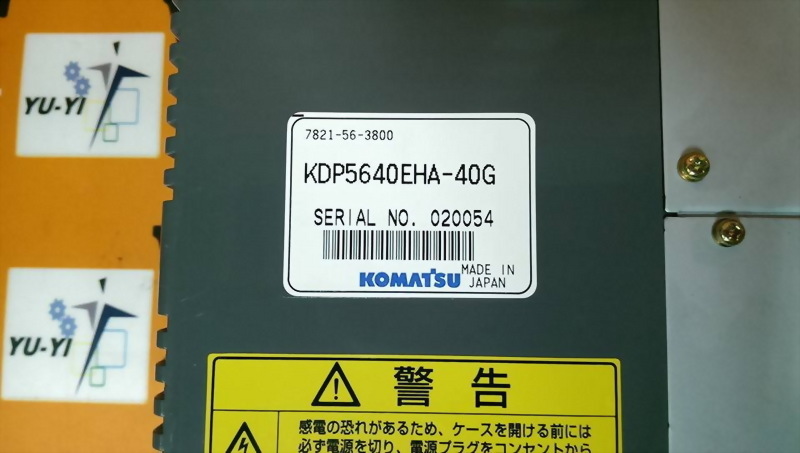 YU-YI
YU-YI
7821-56-3800
KDP5640EHA-40G
SERIAL NO. 020054
KOMATSU
MADE IN
JAPAN
警告
感電の恐れがあるため、ケースを開ける前には
必ず電源を切り、電源プラグをコンセントから